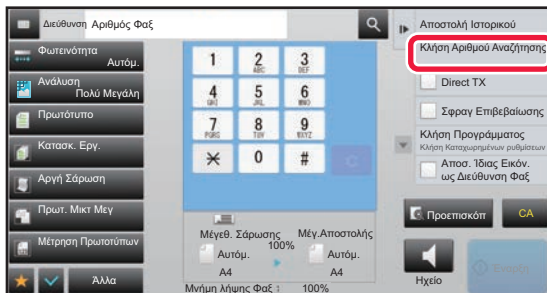 Διεύθυνση Αριθμός Φαξ
Φωτεινότητα
Αυτόμ.
Ανάλυση
Πολύ Μεγάλη
Πρωτότυπο
Κατασκ. Εργ.
Αργή Σάρωση
Πρωτ. Μικτ Μεγ
Μέτρηση Πρωτοτύπων
Άλλα
1 2 3
ABC DEF
4 5 6
GHI JKL MNO
7 8 9
PQRS TUV WXYZ
0 #
C
Μέγεθ. Σάρωσης Μέγ.Αποστολής
100%
Αυτόμ. Αυτόμ.
A4 A4
Μνήμη λήψης Φαξ : 100%
Αποστολή Ιστορικού
Κλήση Αριθμού Αναζήτησης
Direct TX
Σφραγ Επιβεβαίωσης
Κλήση Προγράμματος
Κλήση Καταχωρημένων ρυθμίσεων
Αποσ. Ίδιας Εικόν.
ως Διεύθυνση Φαξ
Προεπισκόπ CA
Ηχείο
Έναρξη